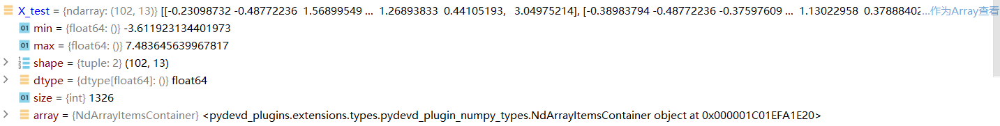 X_test = {ndarray: (102, 13)} [[-0.23098732 -0.48772236 1.56899549 ... 1.26893833 0.44105193, 3.04975214], [-0.38983794 -0.48772236 -0.37597609 ... 1.13022958 0.37888402 ...作为Array查看
01 min = {float64: ()} -3.611923134401973
01 max = {float64: ()} 7.483645639967817
shape = {tuple: 2} (102, 13)
dtype = {dtype[float64]: ()} float64
01 size = {int} 1326
array = {NdArrayItemsContainer} <pydevd_plugins.extensions.types.pydevd_plugin_numpy_types.NdArrayItemsContainer object at 0x000001C01EFA1E20>